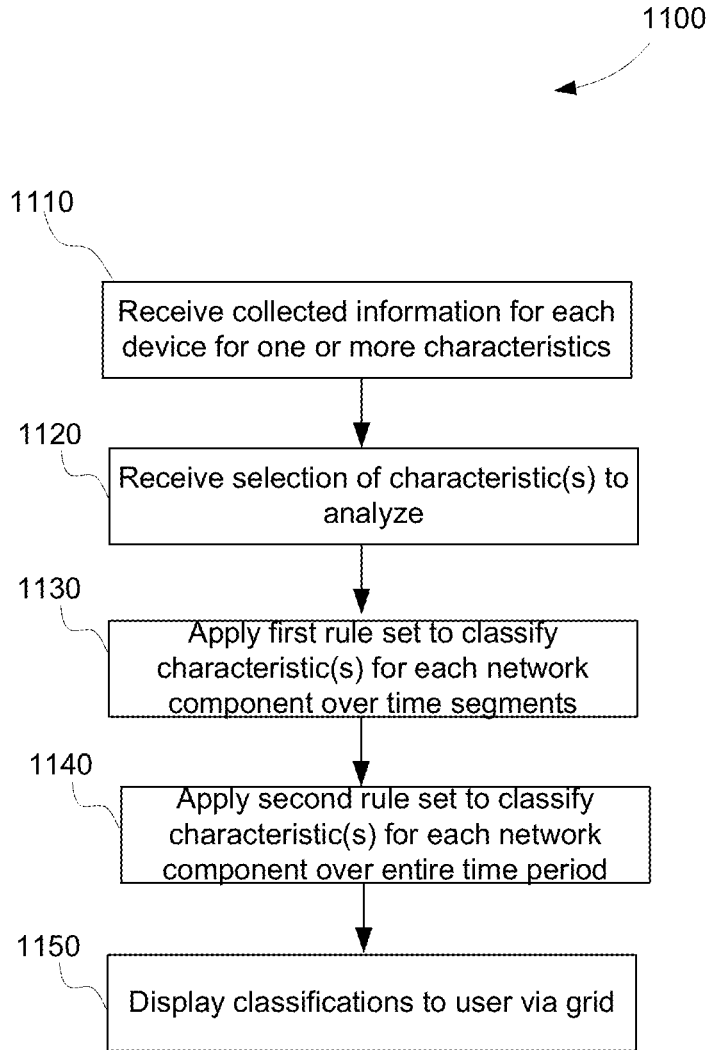 1100
1110
Receive collected information for each
device for one or more characteristics
1120
Receive selection of characteristic(s) to
analyze
1130
Apply first rule set to classify
characteristic(s) for each network
component over time segments
1140
Apply second rule set to classify
characteristic(s) for each network
component over entire time period
1150
Display classifications to user via grid